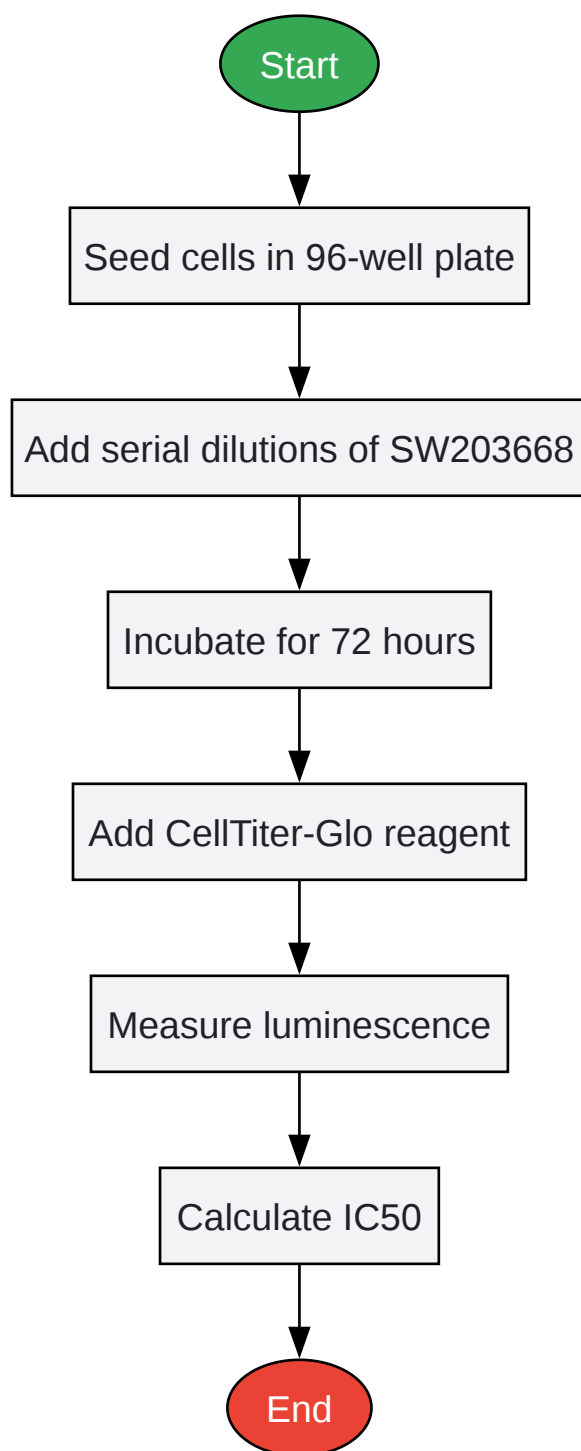 Start
Seed cells in 96-well plate
Add serial dilutions of SW203668
Incubate for 72 hours
Add CellTiter-Glo reagent
Measure luminescence
Calculate IC50
End